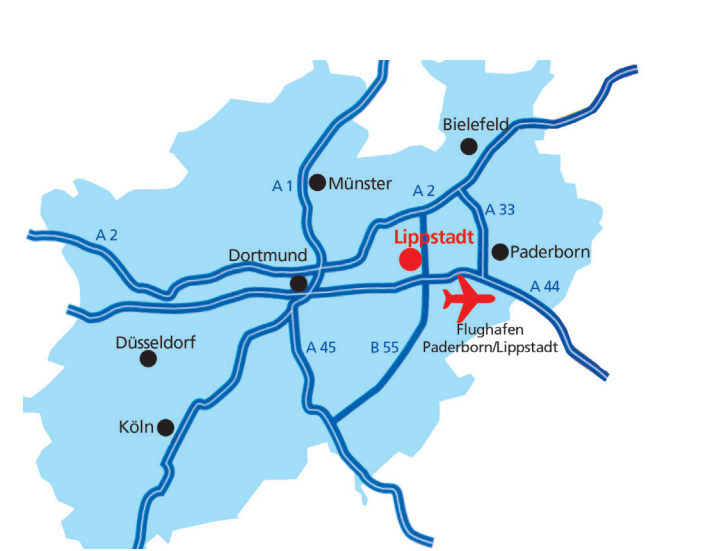 Bielefeld
A 1
Münster
A 2
A 33
A 2
Lippstadt
Dortmund
Paderborn
A 44
Flughafen
Paderborn/Lippstadt
Düsseldorf
A 45
B 55
Köln